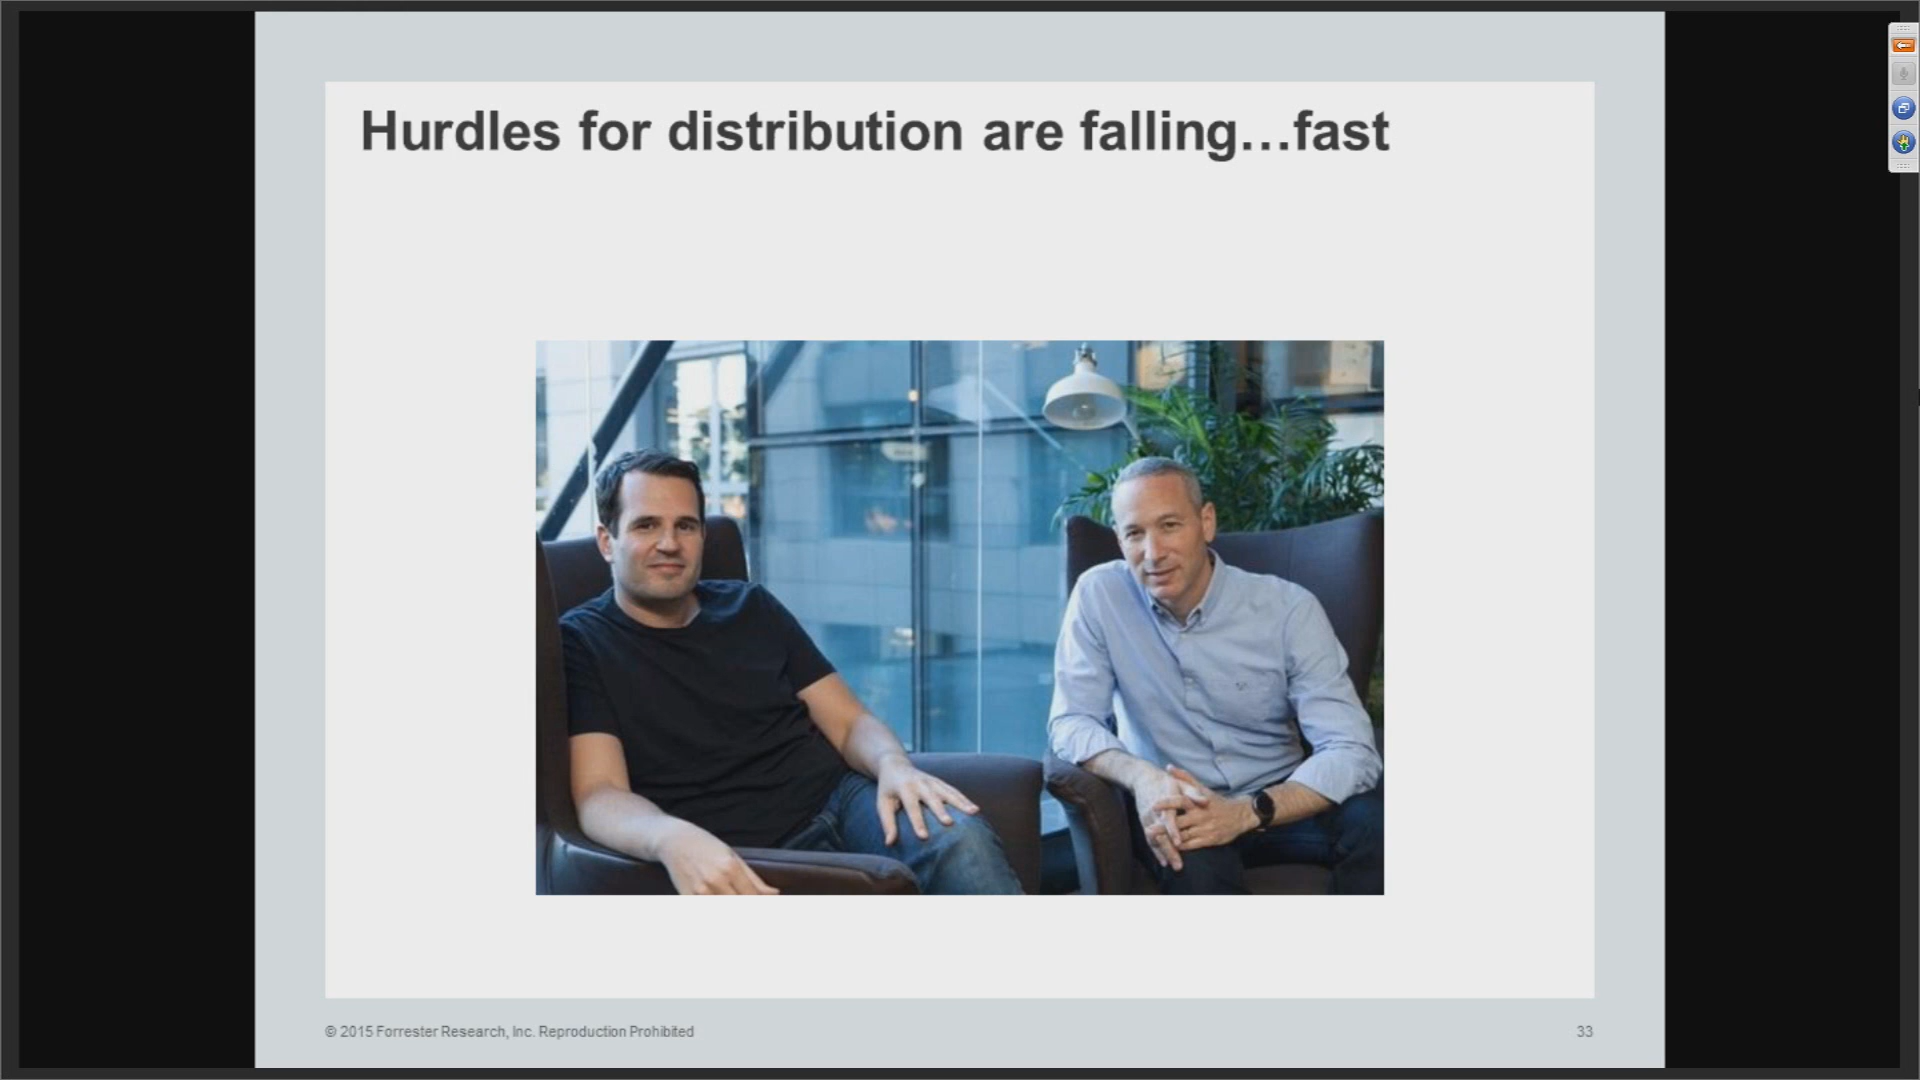 Hurdles for distribution are falling…fast
© 2015 Forrester Research, Inc. Reproduction Prohibited
33